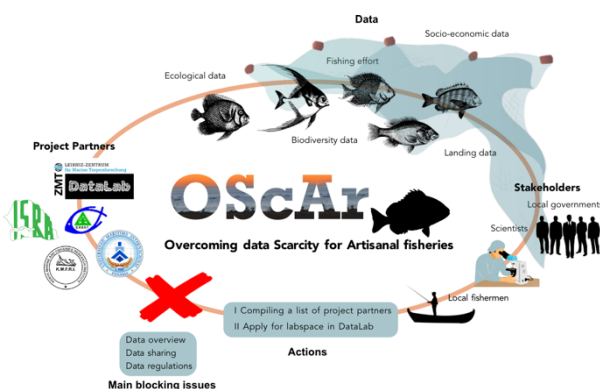 Data
Socio-economic data
Fishing effort
Ecological data
Biodiversity data
Landing data
Project Partners
LEIBNIZ-ZENTRUM
für Marine Tropenforschung
ZMT
DataLab
ISRA
OScAr
Overcoming data Scarcity for Artisanal fisheries
Stakeholders
Local governments
Scientists
Local fishermen
I Compiling a list of project partners
II Apply for labspace in DataLab
Actions
Data overview
Data sharing
Data regulations
Main blocking issues